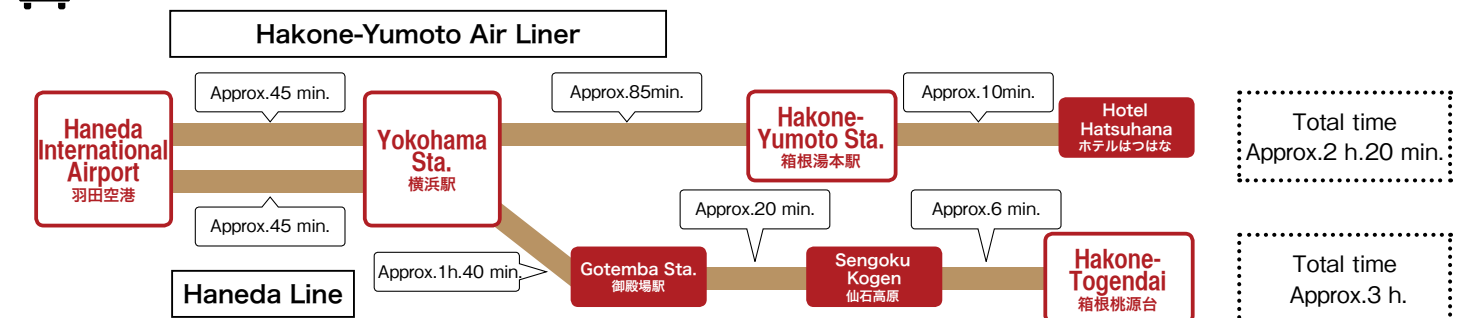 Hakone-Yumoto Air Liner
Approx.45 min.
Approx.85min.
Approx.10min.
Haneda
International
Airport
羽田空港
Yokohama
Sta.
横浜駅
Hakone-
Yumoto Sta.
箱根湯本駅
Hotel
Hatsuhana
ホテルはつはな
Total time
Approx.2 h.20 min.
Approx.45 min.
Approx.1h.40 min.
Approx.20 min.
Approx.6 min.
Haneda Line
Gotemba Sta.
御殿場駅
Sengoku
Kogen
仙石高原
Hakone-
Togendai
箱根桃源台
Total time
Approx.3 h.